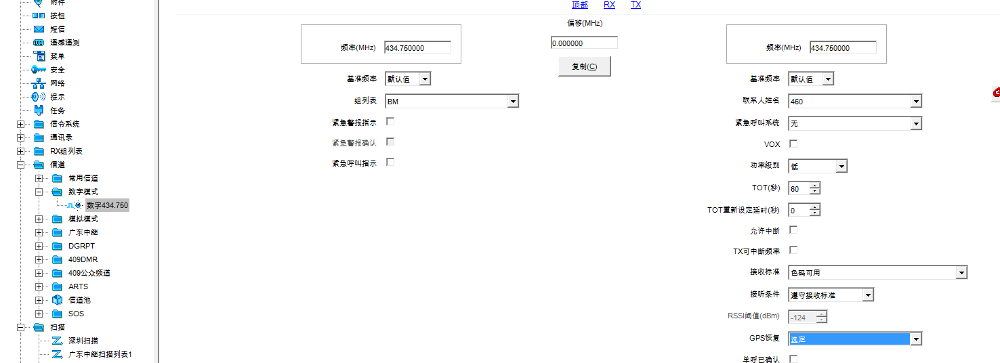 附件
按钮
短信
遥感遥测
菜单
安全
网络
提示
任务
信令系统
通讯录
RX组列表
信道
常用信道
数字模式
数字434.750
模拟模式
广东中继
DGRPT
409DMR
409公众频道
ARTS
信道池
SOS
扫描
深圳扫描
广东中继扫描列表1
顶部 RX TX
频率(MHz) 434.750000
基准频率 默认值
组列表 BM
紧急警报指示
紧急警报确认
紧急呼叫指示
偏移(MHz)
0.000000
复制(C)
频率(MHz) 434.750000
基准频率 默认值
联系人姓名 460
紧急呼叫系统 无
VOX
功率级别 低
TOT(秒) 60
TOT重新设定延时(秒) 0
允许中断
TX可中断频率
接收标准 色码可用
接听条件 遵守接收标准
RSSI阈值(dBm) -124
GPS恢复 选定
单呼已确认